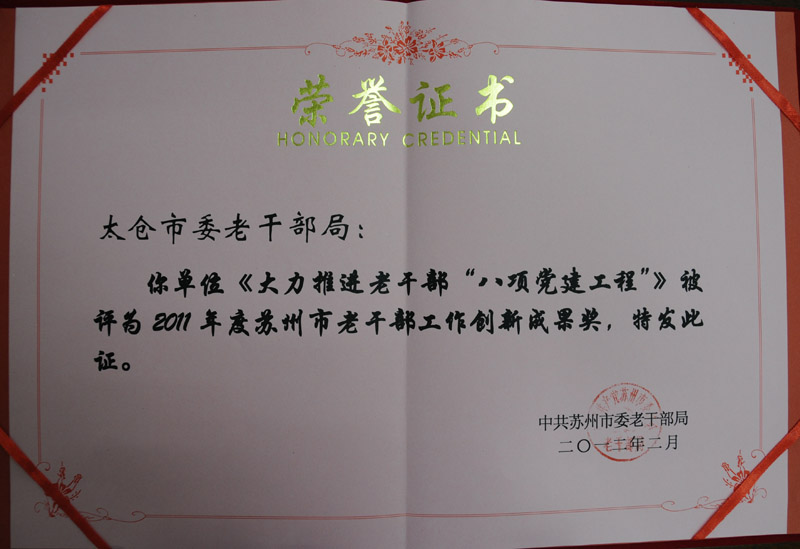 荣誉证书
HONORARY CREDENTIAL
太仓市委老干部局：
你单位《大力推进老干部“八项党建工程”》被
评为2011年度苏州市老干部工作创新成果奖，特发此
证。
中共苏州市委老干部局
二〇一二年二月